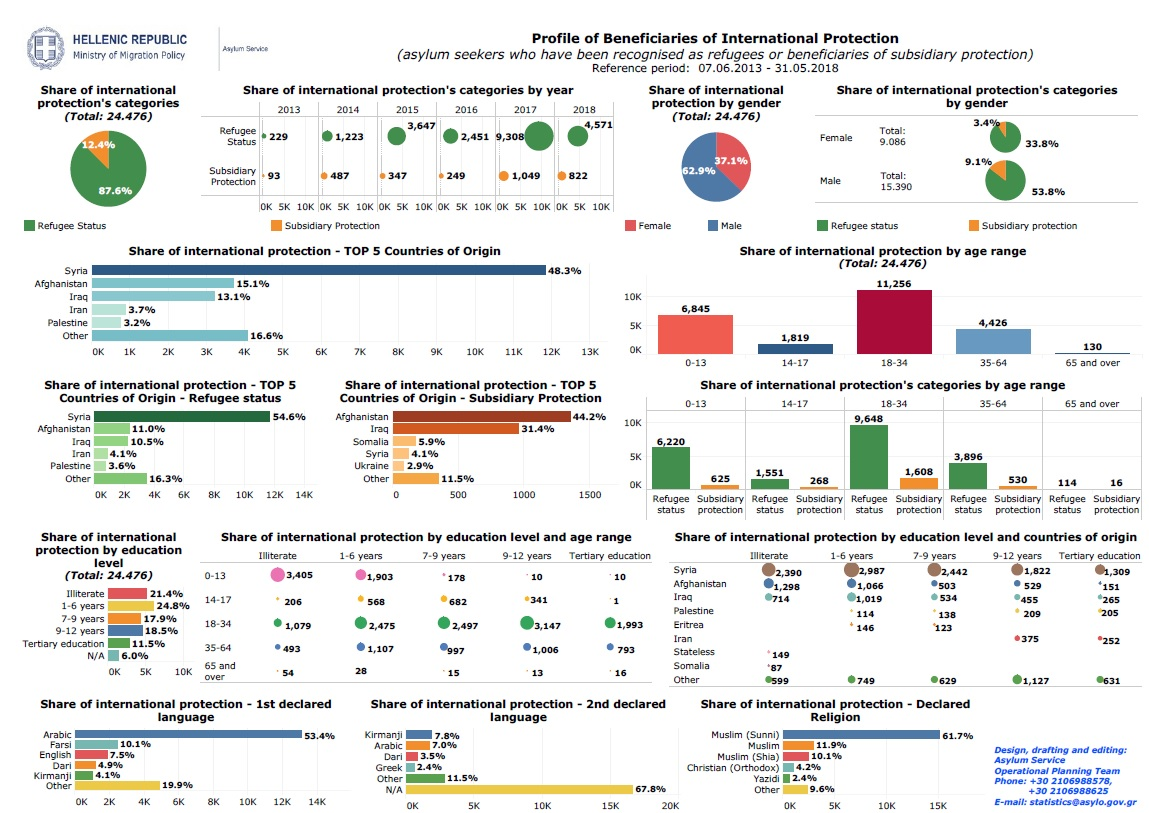 HELLENIC REPUBLIC
Ministry of Migration Policy
Asylum Service
Profile of Beneficiaries of International Protection
(asylum seekers who have been recognised as refugees or beneficiaries of subsidiary protection)
Reference period: 07.06.2013 - 31.05.2018
Share of international
protection's categories
(Total: 24.476)
12.4%
87.6%
Share of international protection's categories by year
2013 2014 2015 2016 2017 2018
Refugee Status 229 1,223 3,647 2,451 9,308 4,571
Subsidiary Protection 93 487 347 249 1,049 822
0K 5K 10K 0K 5K 10K 0K 5K 10K 0K 5K 10K 0K 5K 10K 0K 5K 10K
Refugee Status Subsidiary Protection
Share of international
protection by gender
(Total: 24.476)
37.1%
62.9%
Female Male
Share of international protection's categories
by gender
Female Total: 9.086 3.4% 33.8%
Male Total: 15.390 9.1% 53.8%
Refugee status Subsidiary protection
Share of international protection - TOP 5 Countries of Origin
Syria 48.3%
Afghanistan 15.1%
Iraq 13.1%
Iran 3.7%
Palestine 3.2%
Other 16.6%
0K 1K 2K 3K 4K 5K 6K 7K 8K 9K 10K 11K 12K 13K
Share of international protection by age range
(Total: 24.476)
10K
5K
0K
6,845 1,819 11,256 4,426 130
0-13 14-17 18-34 35-64 65 and over
Share of international protection - TOP 5
Countries of Origin - Refugee status
Syria 54.6%
Afghanistan 11.0%
Iraq 10.5%
Iran 4.1%
Palestine 3.6%
Other 16.3%
0K 2K 4K 6K 8K 10K 12K 14K
Share of international protection - TOP 5
Countries of Origin - Subsidiary Protection
Afghanistan 44.2%
Iraq 31.4%
Somalia 5.9%
Syria 4.1%
Ukraine 2.9%
Other 11.5%
0 500 1000 1500
Share of international protection's categories by age range
0-13 14-17 18-34 35-64 65 and over
10K
5K
0K
6,220 625 1,551 268 9,648 1,608 3,896 530 114 16
Refugee Subsidiary Refugee Subsidiary Refugee Subsidiary Refugee Subsidiary Refugee Subsidiary
status protection status protection status protection status protection status protection
Share of international
protection by education
level
(Total: 24.476)
Illiterate 21.4%
1-6 years 24.8%
7-9 years 17.9%
9-12 years 18.5%
Tertiary education 11.5%
N/A 6.0%
0K 5K 10K
Share of international protection by education level and age range
Illiterate 1-6 years 7-9 years 9-12 years Tertiary education
0-13 3,405 1,903 178 10 10
14-17 206 568 682 341 1
18-34 1,079 2,475 2,497 3,147 1,993
35-64 493 1,107 997 1,006 793
65 and over 54 28 15 13 16
Share of international protection by education level and countries of origin
Illiterate 1-6 years 7-9 years 9-12 years Tertiary education
Syria 2,390 2,987 2,442 1,822 1,309
Afghanistan 1,298 1,066 503 529 151
Iraq 714 1,019 534 455 265
Palestine 114 138 209 205
Eritrea 146 123
Iran 375 252
Stateless 149
Somalia 87
Other 599 749 629 1,127 631
Share of international protection - 1st declared
language
Arabic 53.4%
Farsi 10.1%
English 7.5%
Dari 4.9%
Kirmanji 4.1%
Other 19.9%
0K 2K 4K 6K 8K 10K 12K 14K
Share of international protection - 2nd declared
language
Kirmanji 7.8%
Arabic 7.0%
Dari 3.5%
Greek 2.4%
Other 11.5%
N/A 67.8%
0K 5K 10K 15K 20K
Share of international protection - Declared
Religion
Muslim (Sunni) 61.7%
Muslim 11.9%
Muslim (Shia) 10.1%
Christian (Orthodox) 4.2%
Yazid 2.4%
Other 9.6%
0K 5K 10K 15K
Design, drafting and editing:
Asylum Service
Operational Planning Team
Phone: +30 2106988578,
+30 2106988625
E-mail: statistics@asylo.gov.gr